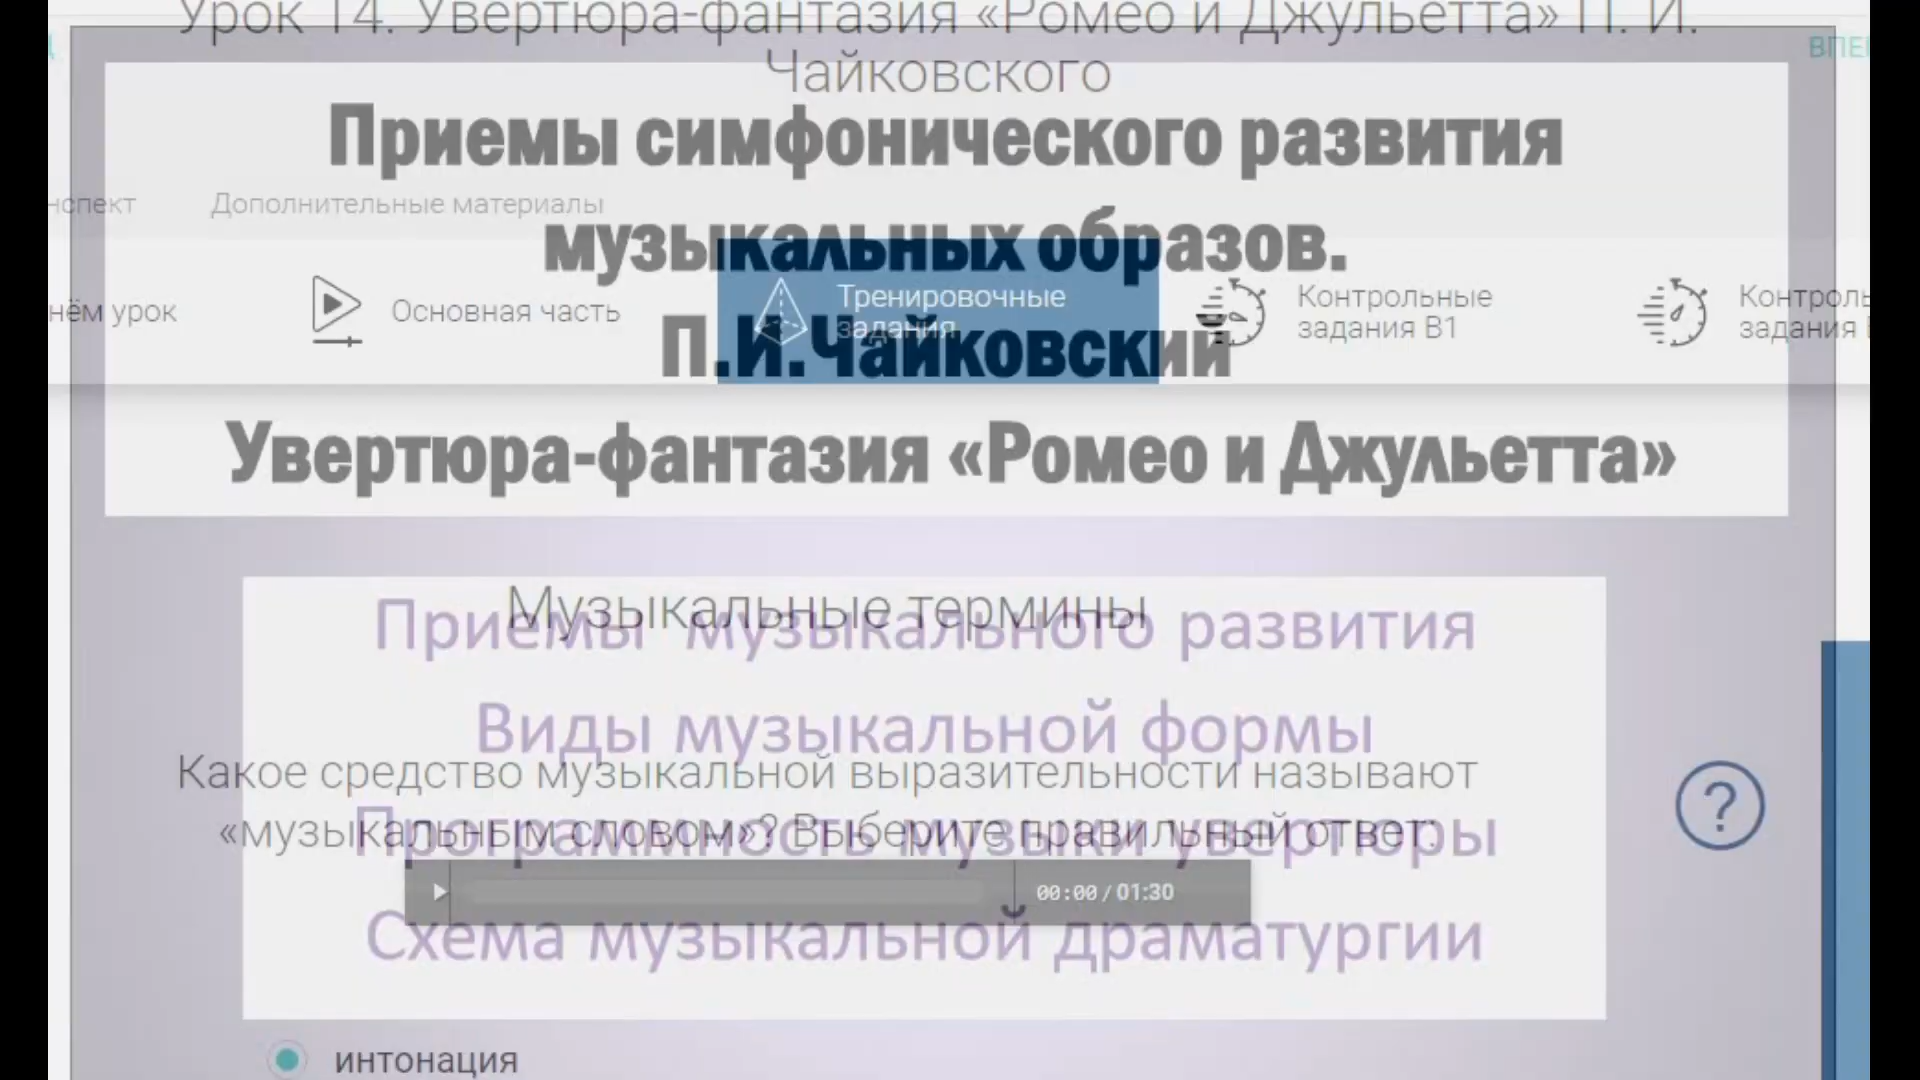 Урок 14. Увертюра-фантазия «Ромео и Джульетта» П. И.
Чайковского
Приемы симфонического развития
музыкальных образов.
П.И.Чайковский
Увертюра-фантазия «Ромео и Джульетта»
Дополнительные материалы
урок
Основная часть
Тренировочные
задания
Контрольные
задания В1
задания
Музыкальные термины
Приемы музыкального развития
Виды музыкальной формы
Какое средство музыкальной выразительности называют
«музыкальным словом»? Выберите правильный ответ:
Программность музыки увертюры
00:00 / 01:30
Схема музыкальной драматургии
?
интонация